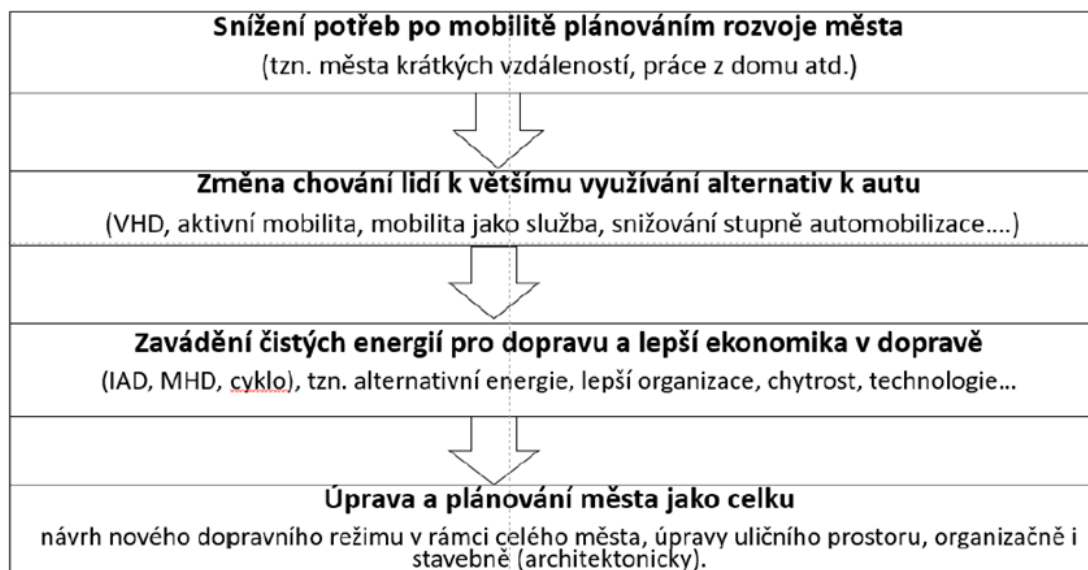 Snížení potřeb po mobilitě plánováním rozvoje města
(tzn. města krátkých vzdáleností, práce z domu atd.)
Změna chování lidí k většímu využívání alternativ k autu
(VHD, aktivní mobilita, mobilita jako služba, snižování stupně automobilizace....)
Zavádění čistých energií pro dopravu a lepší ekonomika v dopravě
(IAD, MHD, cyklo), tzn. alternativní energie, lepší organizace, chytrost, technologie...
Úprava a plánování města jako celku
návrh nového dopravního režimu v rámci celého města, úpravy uličního prostoru, organizačně i
stavebně (architektonicky).